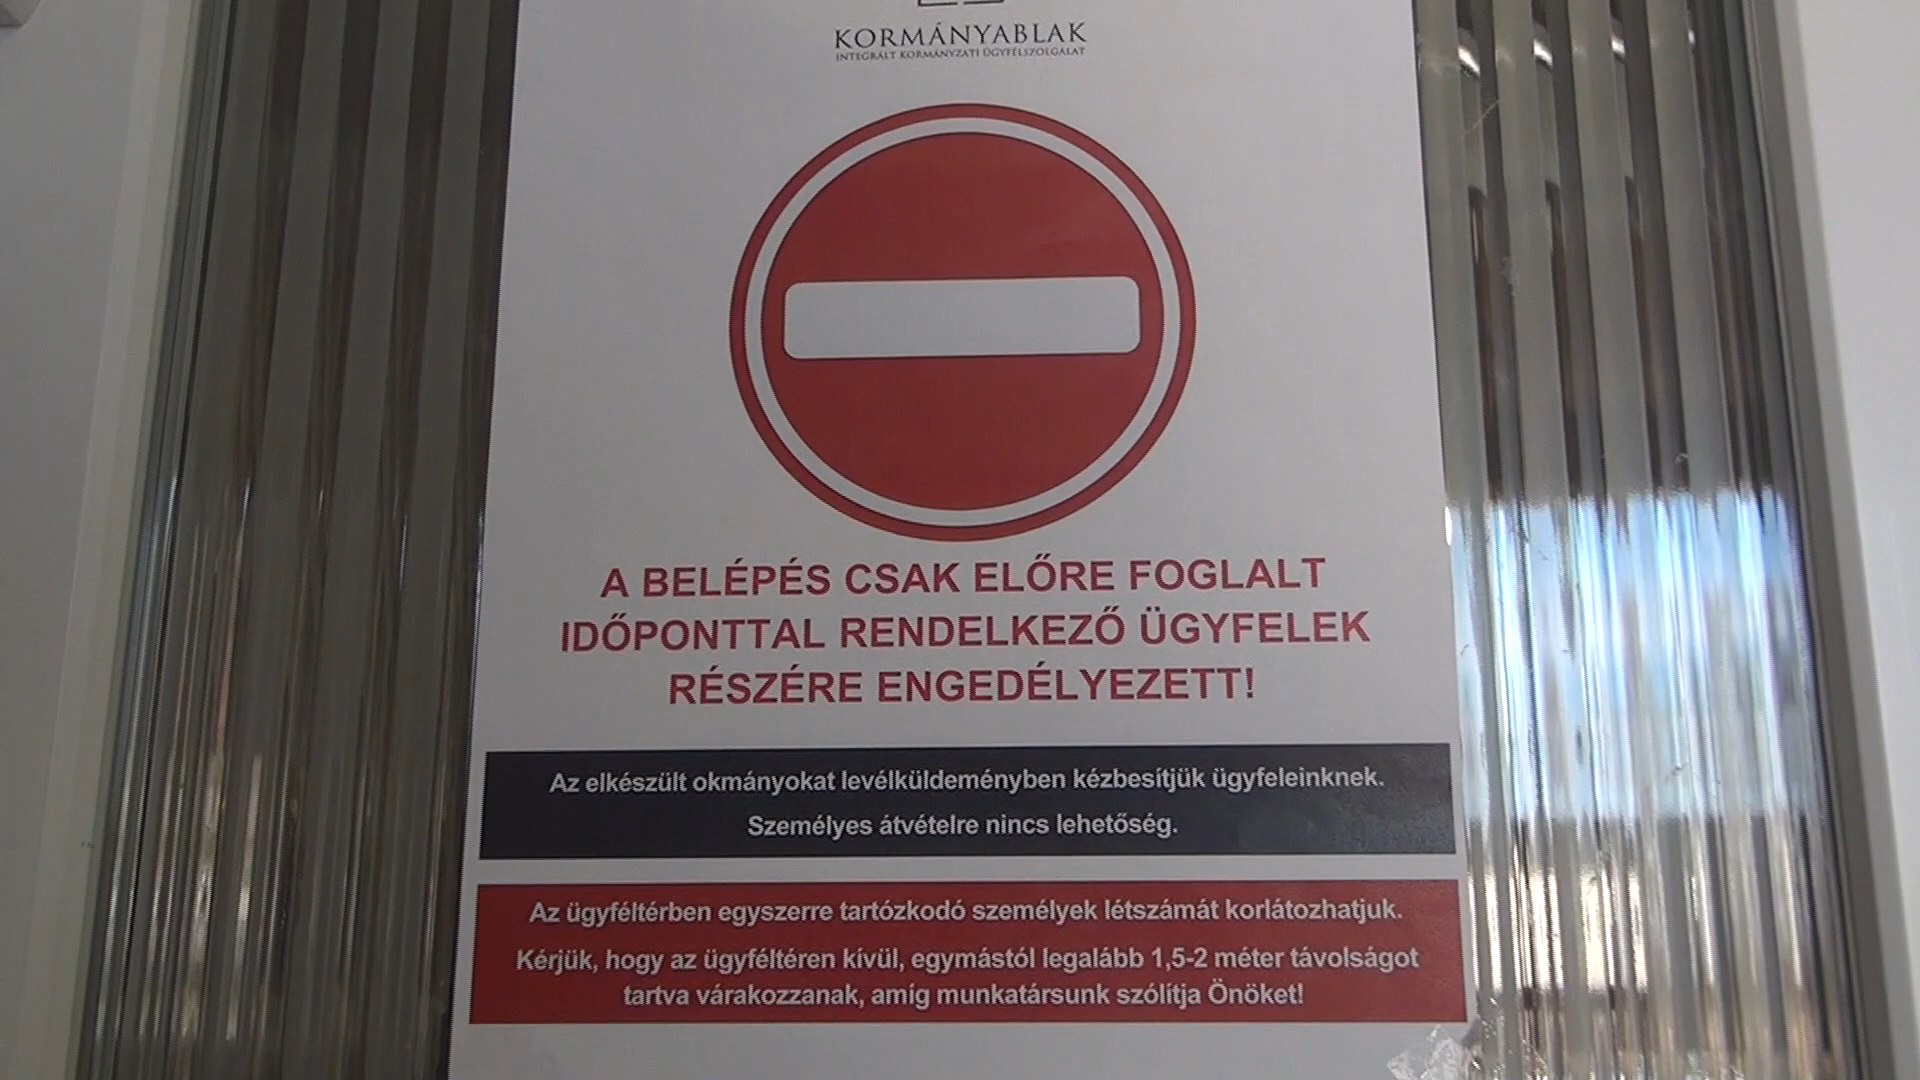 KORMÁNYABLAK
INTEGRÁLT KORMÁNYZATI ÜGYFÉLSZOLGÁLAT
A BELÉPÉS CSAK ELŐRE FOGLALT
IDŐPONTTAL RENDELKEZŐ ÜGYFELEK
RÉSZÉRE ENGEDÉLYEZETT!
Az elkészült okmányokat levélküldeményben kézbesítjük ügyfeleinknek.
Személyes átvételre nincs lehetőség.
Az ügyféltérben egyszerre tartózkodó személyek létszámát korlátozhatjuk.
Kérjük, hogy az ügyféltéren kívül, egymástól legalább 1,5-2 méter távolságot
tartva várakozzanak, amíg munkatársunk szólítja Önöket!